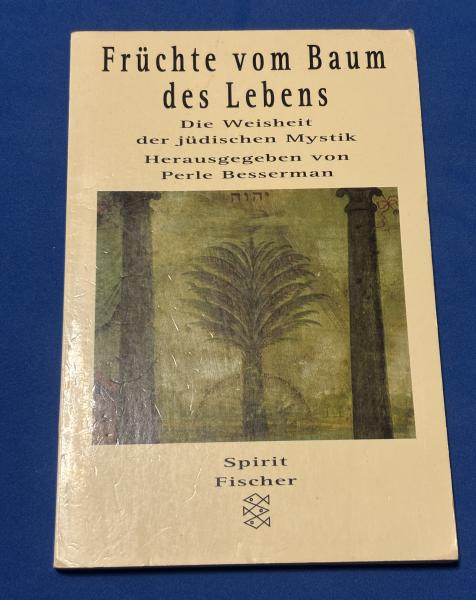 Früchte vom Baum
des Lebens
Die Weisheit
der jüdischen Mystik
Herausgegeben von
Perle Besserman
יהוה
Spirit
Fischer